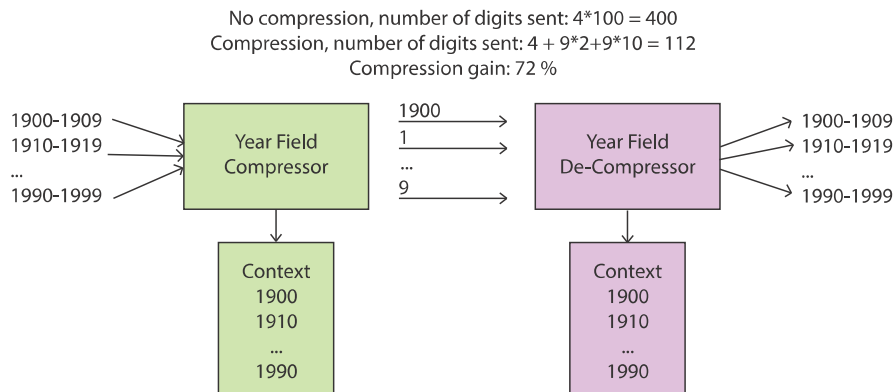 No compression, number of digits sent: 4*100 = 400
Compression, number of digits sent: 4 + 9*2+9*10 = 112
Compression gain: 72 %
1900-1909
1910-1919
...
1990-1999
Year Field
Compressor
1900
1
...
9
Year Field
De-Compressor
1900-1909
1910-1919
...
1990-1999
Context
1900
1910
...
1990
Context
1900
1910
...
1990